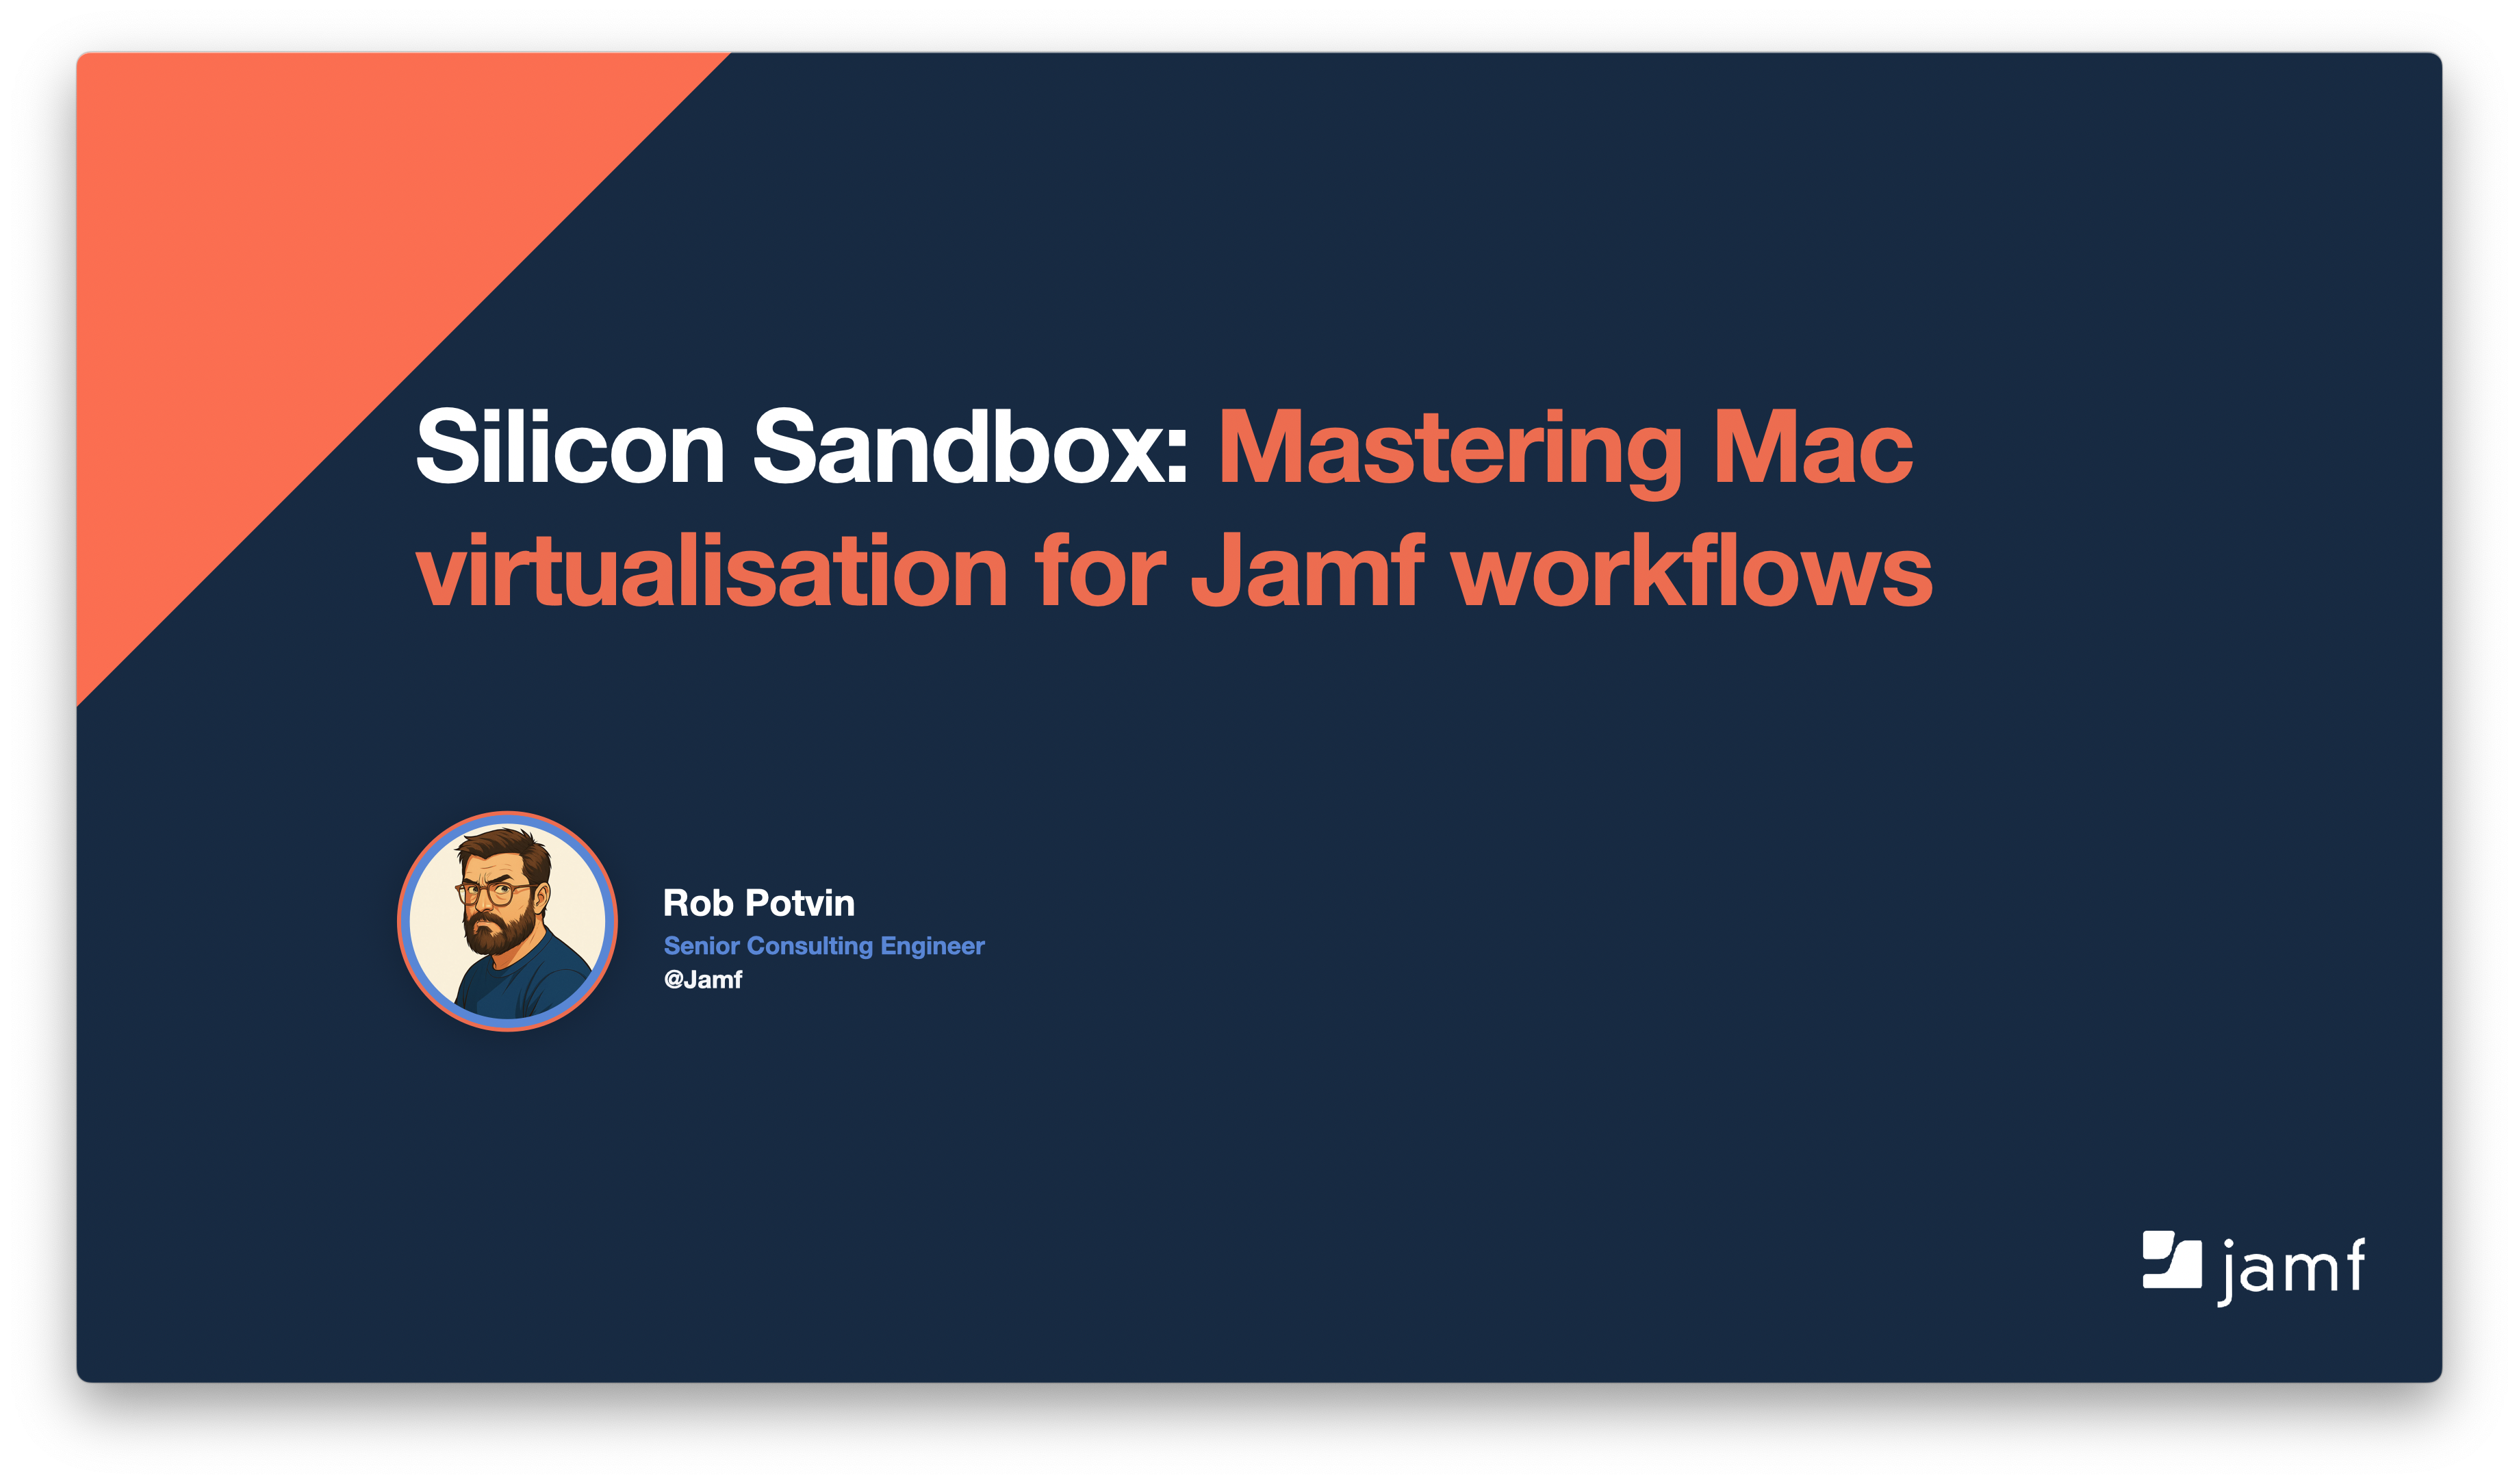 Silicon Sandbox: Mastering Mac
virtualisation for Jamf workflows
Rob Potvin
Senior Consulting Engineer
@Jamf
jamf